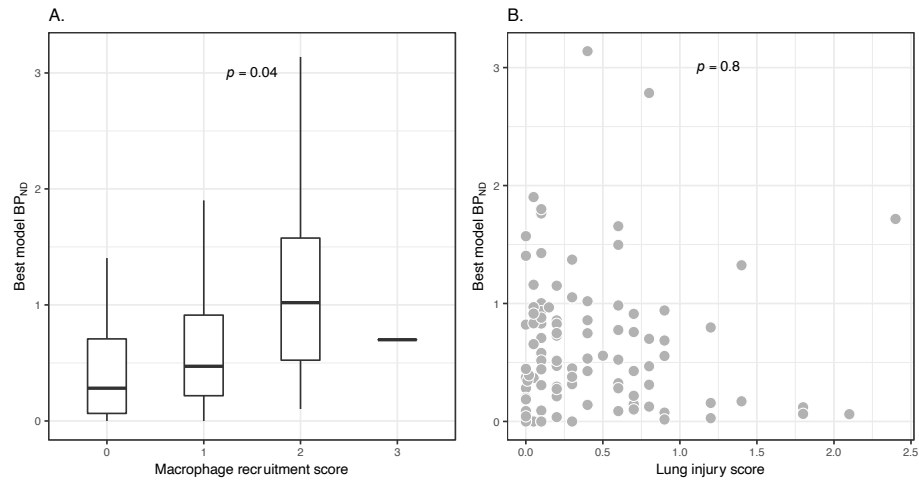 A.
p = 0.04
3
2
1
0
Best model BPND
0 1 2 3
Macrophage recruitment score
B.
p = 0.8
3
2
1
0
Best model BPND
0.0 0.5 1.0 1.5 2.0 2.5
Lung injury score